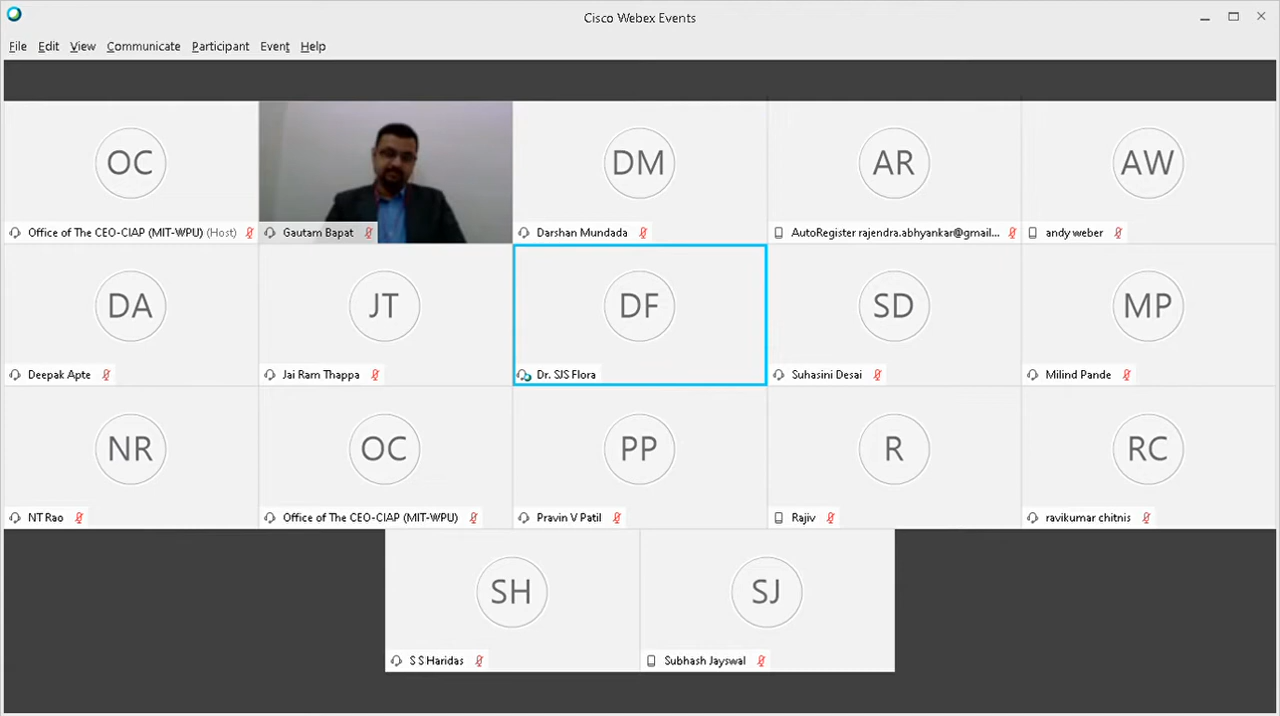 Cisco Webex Events
File Edit View Communicate Participant Event Help
OC
DM
AR
AW
Office of The CEO-CIAP (MIT-WPU) (Host)
Gautam Bapat
Darshan Mundada
AutoRegister rajendra.abhyankar@gmail...
andy weber
DA
JT
DF
SD
MP
Deepak Apte
Jai Ram Thappa
Dr. SJS Flora
Suhasini Desai
Milind Pande
NR
OC
PP
R
RC
NT Rao
Office of The CEO-CIAP (MIT-WPU)
Pravin V Patil
Rajiv
ravikumar chitnis
SH
SJ
S S Haridas
Subhash Jayswal